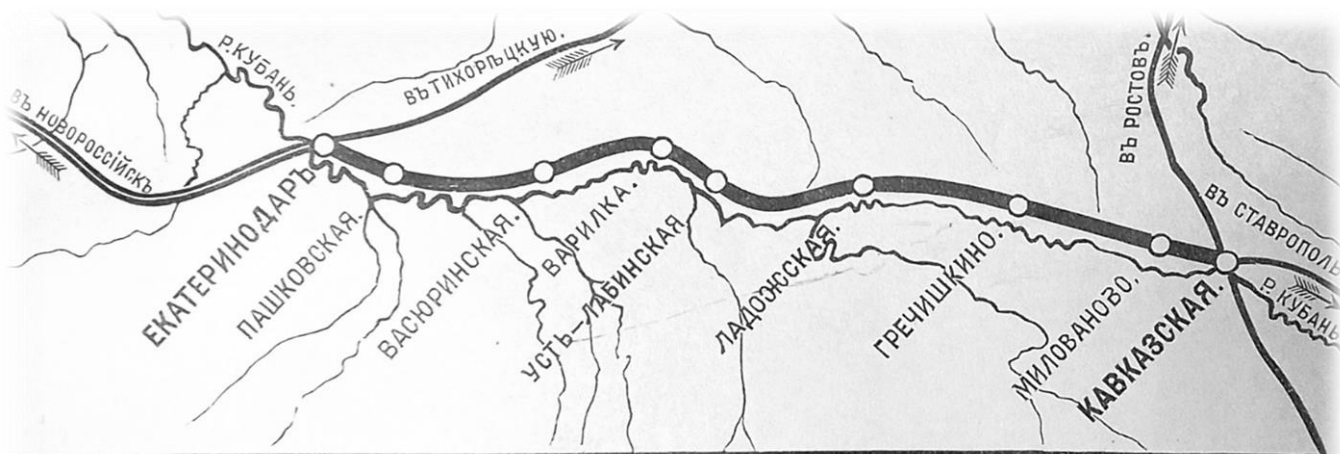 Р. КУБАНЬ.
ВЪ ТИХОРѢЦКУЮ.
ВЪ НОВОРОССІЙСКЪ
ЕКАТЕРИНОДАРЪ
ПАШКОВСКАЯ.
ВАСЮРИНСКАЯ.
ВАРИЛКА.
УСТЬ-ЛАБИНСКАЯ
ЛАДОЖСКАЯ.
ГРЕЧИШКИНО.
МИЛОВАНОВО,
КАВКАЗСКАЯ.
ВЪ РОСТОВЪ.
ВЪ СТАВРОПОЛЬ
Р. КУБАНЬ